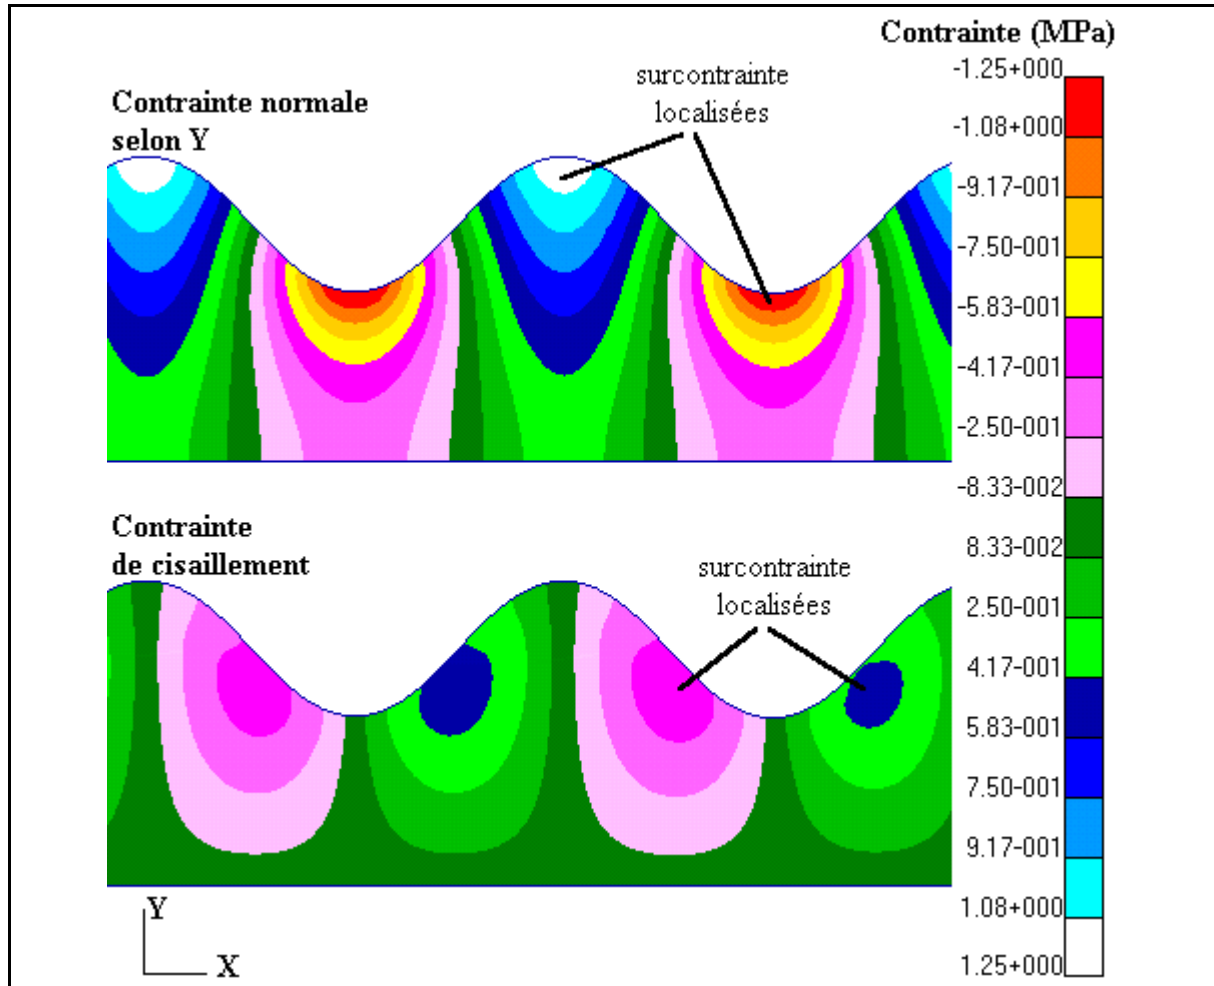 Contrainte (MPa)
Contrainte normale
selon Y
surcontrainte
localisées
-1.25+000
-1.08+000
-9.17-001
-7.50-001
-5.83-001
-4.17-001
-2.50-001
-8.33-002
8.33-002
2.50-001
4.17-001
5.83-001
7.50-001
9.17-001
1.08+000
1.25+000
Contrainte
de cisaillement
surcontrainte
localisées
Y
X